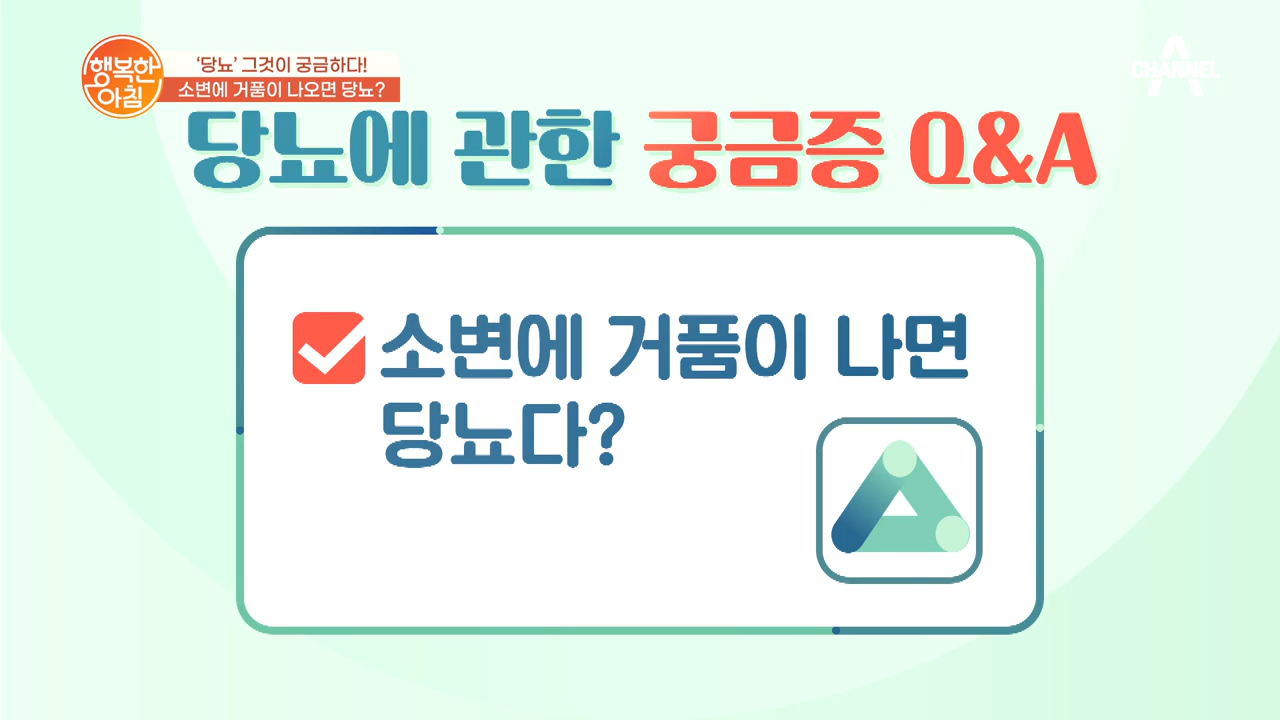 행복한
아침
‘당뇨’ 그것이 궁금하다!
소변에 거품이 나오면 당뇨?
CHANNEL A
당뇨에 관한 궁금증 Q&A
소변에 거품이 나면
당뇨다?